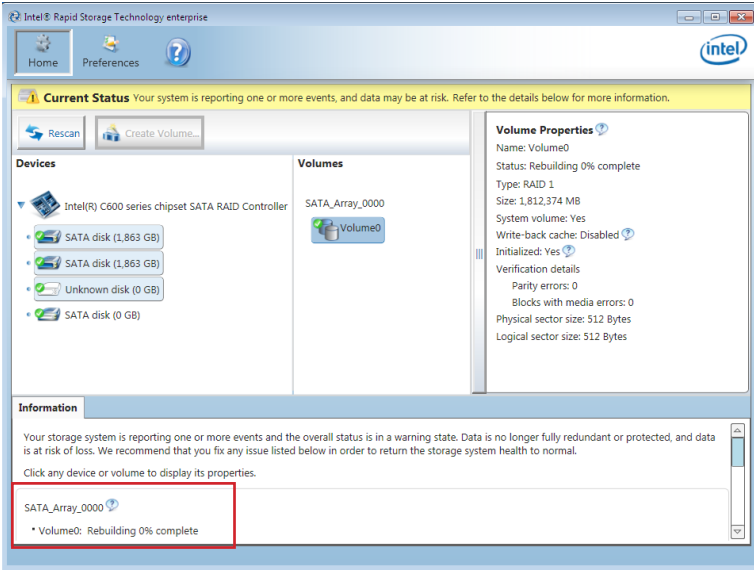 Intel® Rapid Storage Technology enterprise
Home
Preferences
?
intel
Current Status Your system is reporting one or more events, and data may be at risk. Refer to the details below for more information.
Rescan
Create Volume...
Devices
Intel(R) C600 series chipset SATA RAID Controller
SATA disk (1,863 GB)
SATA disk (1,863 GB)
Unknown disk (0 GB)
SATA disk (0 GB)
Volumes
SATA_Array_0000
Volume0
Volume Properties ?
Name: Volume0
Status: Rebuilding 0% complete
Type: RAID 1
Size: 1,812,374 MB
System volume: Yes
Write-back cache: Disabled ?
Initialized: Yes ?
Verification details
Parity errors: 0
Blocks with media errors: 0
Physical sector size: 512 Bytes
Logical sector size: 512 Bytes
Information
Your storage system is reporting one or more events and the overall status is in a warning state. Data is no longer fully redundant or protected, and data
is at risk of loss. We recommend that you fix any issue listed below in order to return the storage system health to normal.
Click any device or volume to display its properties.
SATA_Array_0000 ?
• Volume0: Rebuilding 0% complete